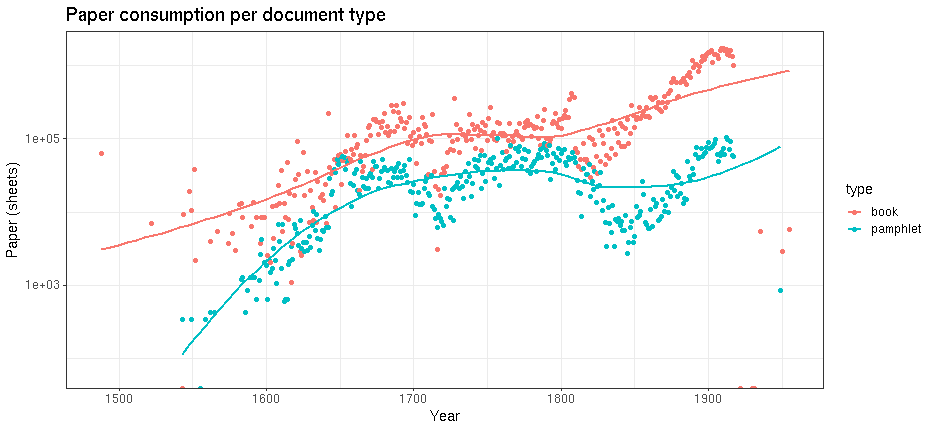 Paper consumption per document type
Paper (sheets)
1e+05
1e+03
1500 1600 1700 1800 1900
Year
type
book
pamphlet